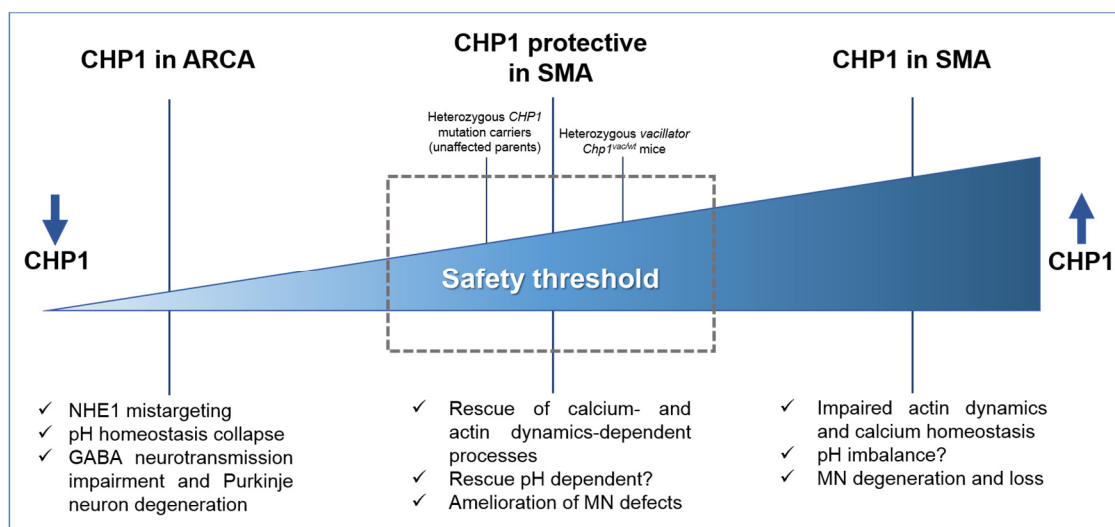 CHP1 in ARCA
CHP1 protective
in SMA
CHP1 in SMA
Heterozygous CHP1
mutation carriers
(unaffected parents)
Heterozygous vacillator
Chp1vac/wt mice
CHP1
Safety threshold
CHP1
✓ NHE1 mistargeting
✓ pH homeostasis collapse
✓ GABA neurotransmission
impairment and Purkinje
neuron degeneration
✓ Rescue of calcium- and
actin dynamics-dependent
processes
✓ Rescue pH dependent?
✓ Amelioration of MN defects
✓ Impaired actin dynamics
and calcium homeostasis
✓ pH imbalance?
✓ MN degeneration and loss